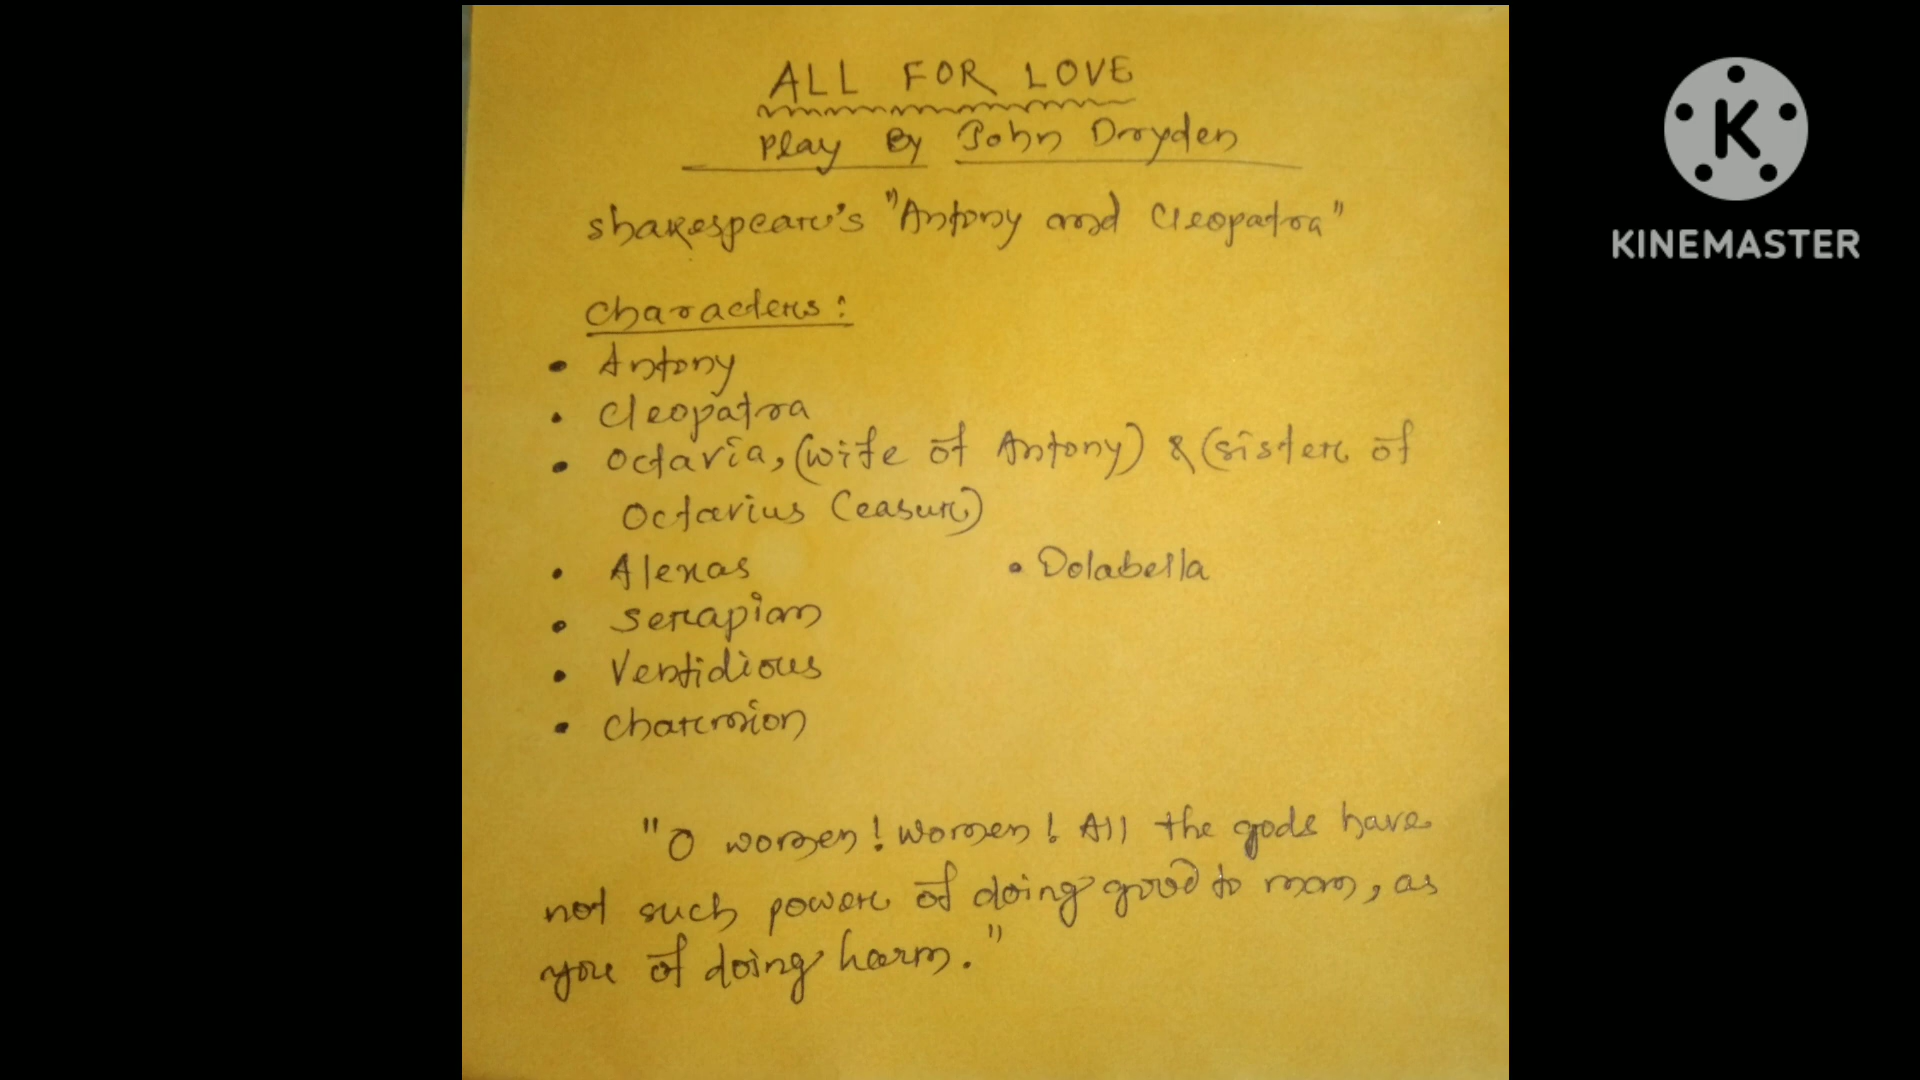 ALL FOR LOVE
Play By John Dryden
Shakespeare's "Antony and Cleopatra"
Characters:
• Antony
• Cleopatra
• Octavia, (wife of Antony) & (sister of
Octavius Ceasur)
• Alexas
• Dolabella
• Serapian
• Ventidious
• Charmion
"O women! Women! All the gods have
not such power of doing good to man, as
you of doing harm."
K
KINEMASTER